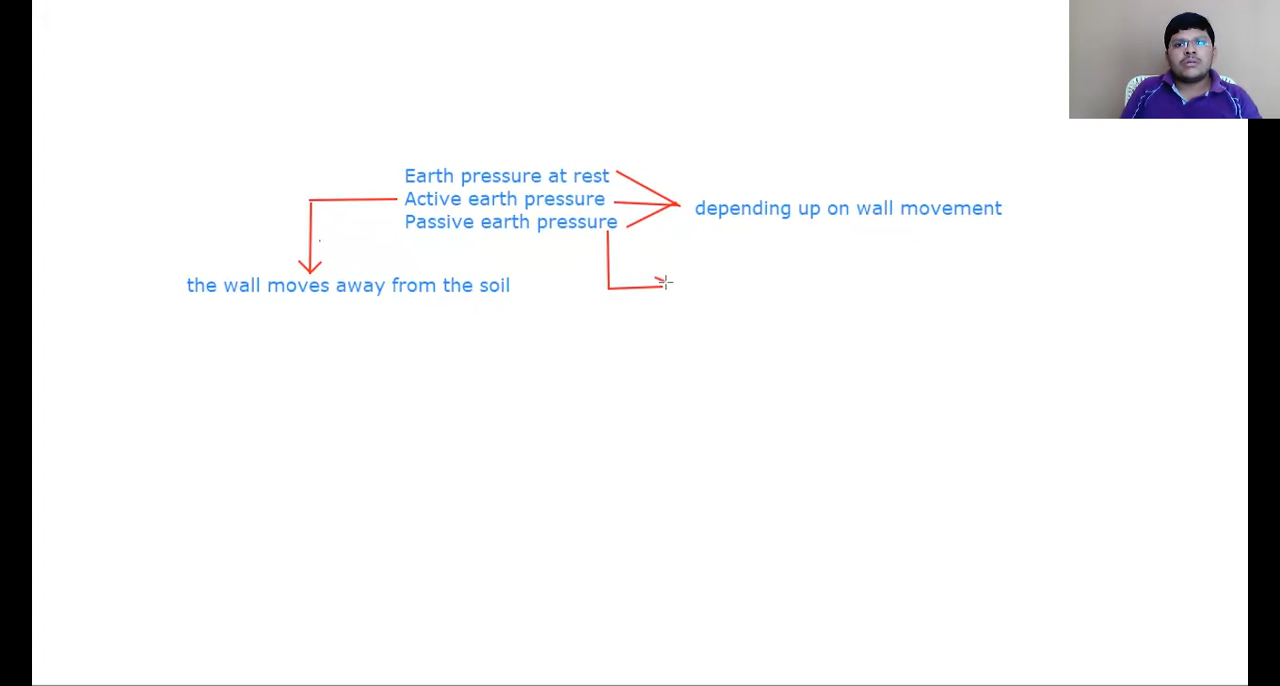 Earth pressure at rest
Active earth pressure
Passive earth pressure
depending up on wall movement
the wall moves away from the soil